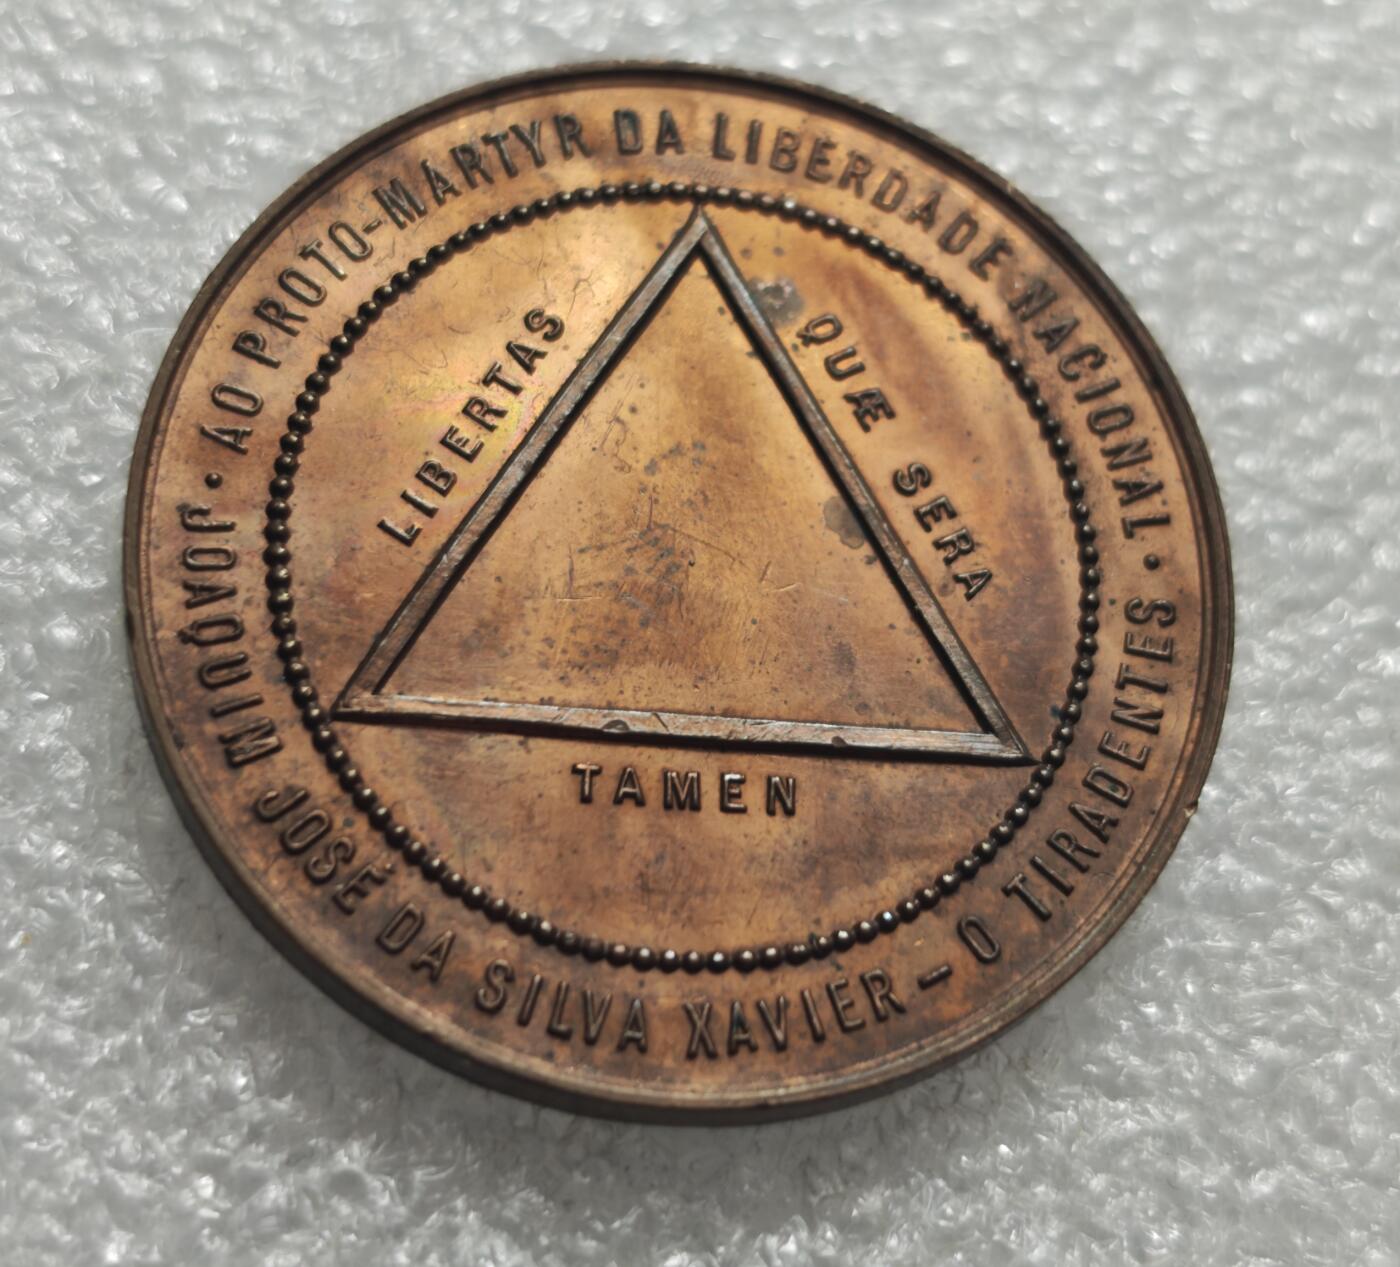 · AO PROTO-MARTYR DA LIBERDADE NACIONAL ·
JOAQUIM JOSÉ DA SILVA XAVIER — O TIRADENTES
LIBERTAS
QUÆ SERA
TAMEN